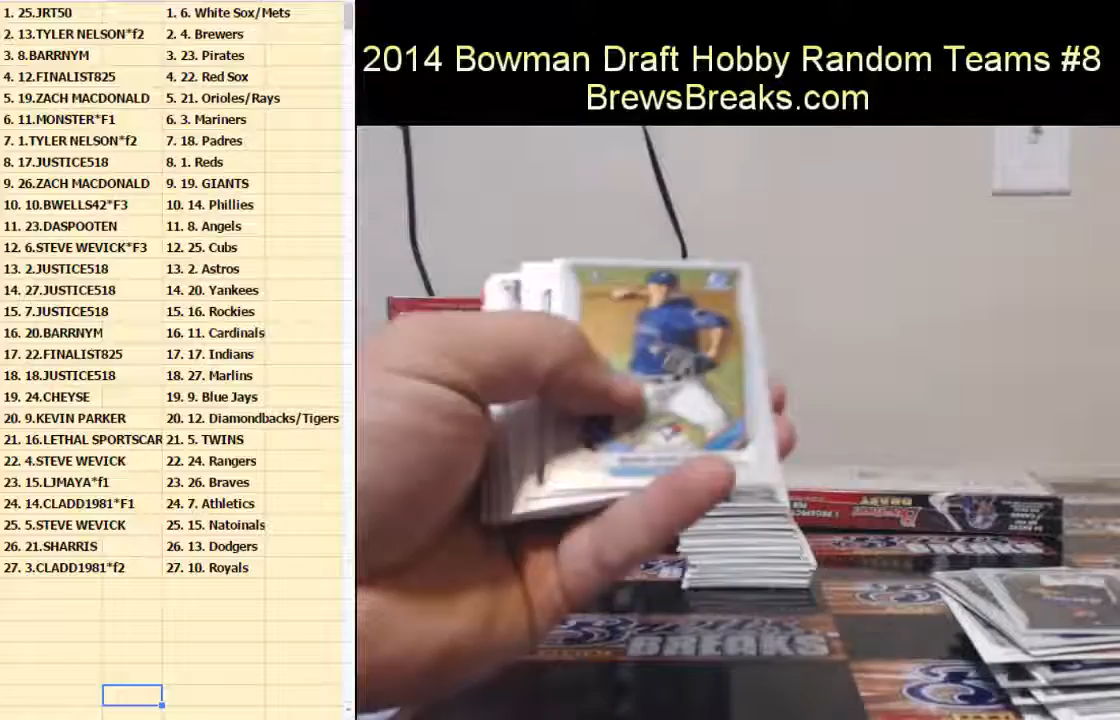 1. 25.JRT50 1. 6. White Sox/Mets
2. 13.TYLER NELSON*f2 2. 4. Brewers
3. 8.BARRNYM 3. 23. Pirates
4. 12.FINALIST825 4. 22. Red Sox
5. 19.ZACH MACDONALD 5. 21. Orioles/Rays
6. 11.MONSTER*F1 6. 3. Mariners
7. 1.TYLER NELSON*f2 7. 18. Padres
8. 17.JUSTICE518 8. 1. Reds
9. 26.ZACH MACDONALD 9. 19. GIANTS
10. 10.BWELLS42*F3 10. 14. Phillies
11. 23.DASPOOTEN 11. 8. Angels
12. 6.STEVE WEVICK*F3 12. 25. Cubs
13. 2.JUSTICE518 13. 2. Astros
14. 27.JUSTICE518 14. 20. Yankees
15. 7.JUSTICE518 15. 16. Rockies
16. 20.BARRNYM 16. 11. Cardinals
17. 22.FINALIST825 17. 17. Indians
18. 18.JUSTICE518 18. 27. Marlins
19. 24.CHEYSE 19. 9. Blue Jays
20. 9.KEVIN PARKER 20. 12. Diamondbacks/Tigers
21. 16.LETHAL SPORTSCAR 21. 5. TWINS
22. 4.STEVE WEVICK 22. 24. Rangers
23. 15.LJMAYA*f1 23. 26. Braves
24. 14.CLADD1981*F1 24. 7. Athletics
25. 5.STEVE WEVICK 25. 15. Natoinals
26. 21.SHARRIS 26. 13. Dodgers
27. 3.CLADD1981*f2 27. 10. Royals
2014 Bowman Draft Hobby Random Teams #8
BrewsBreaks.com
Bowman
DRAFT
BREAKS